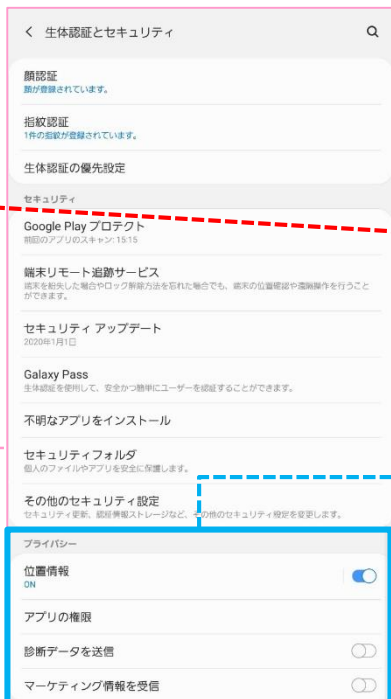 生体認証とセキュリティ
顔認証
顔が登録されています。
指紋認証
1件の指紋が登録されています。
生体認証の優先設定
セキュリティ
Google Play プロテクト
前回のアプリのスキャン: 15:15
端末リモート追跡サービス
端末を紛失した場合やロック解除方法を忘れた場合でも、端末の位置確認や遠隔操作を行うこと
ができます。
セキュリティ アップデート
2020年1月1日
Galaxy Pass
生体認証を使用して、安全かつ簡単にユーザーを認証することができます。
不明なアプリをインストール
セキュリティフォルダ
個人のファイルやアプリを安全に保護します。
その他のセキュリティ設定
セキュリティ更新、認証情報ストレージなど、その他のセキュリティ設定を変更します。
プライバシー
位置情報
ON
アプリの権限
診断データを送信
マーケティング情報を受信